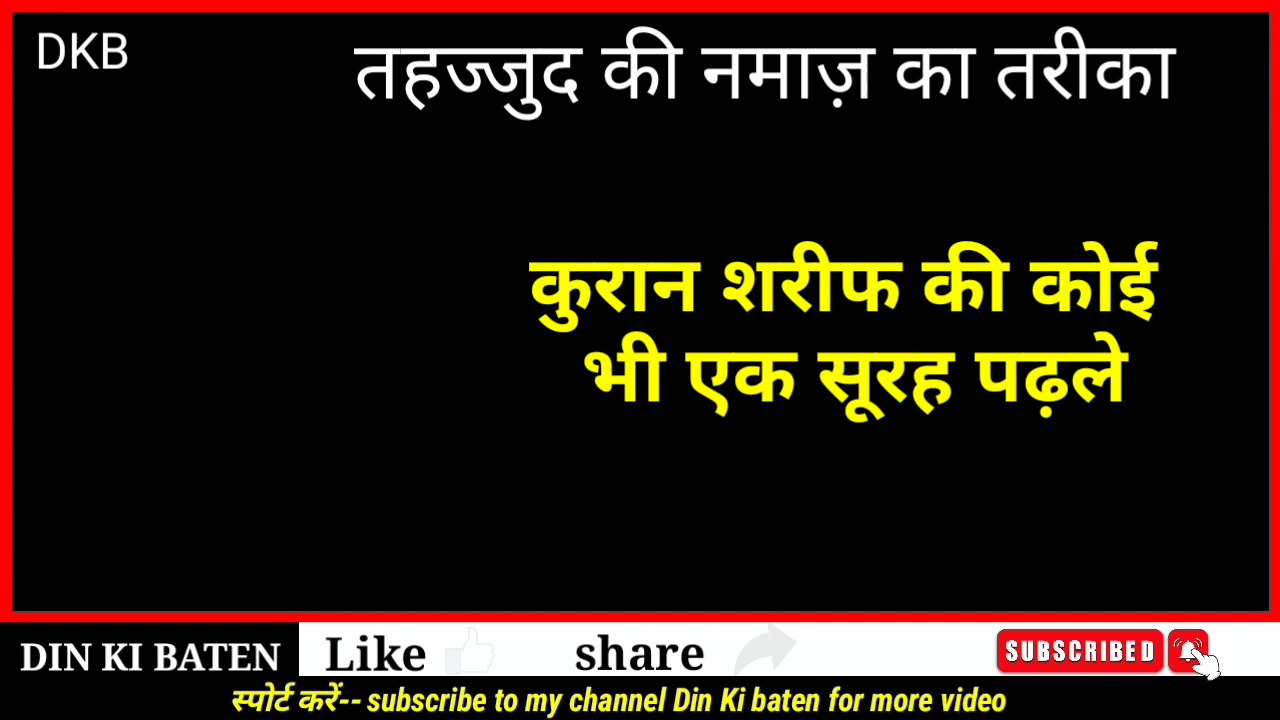 DKB
तहज्जुद की नमाज़ का तरीका
कुरान शरीफ की कोई
भी एक सूरह पढ़ले
DIN KI BATEN
Like
share
SUBSCRIBED
स्पोर्ट करें-- subscribe to my channel Din Ki baten for more video